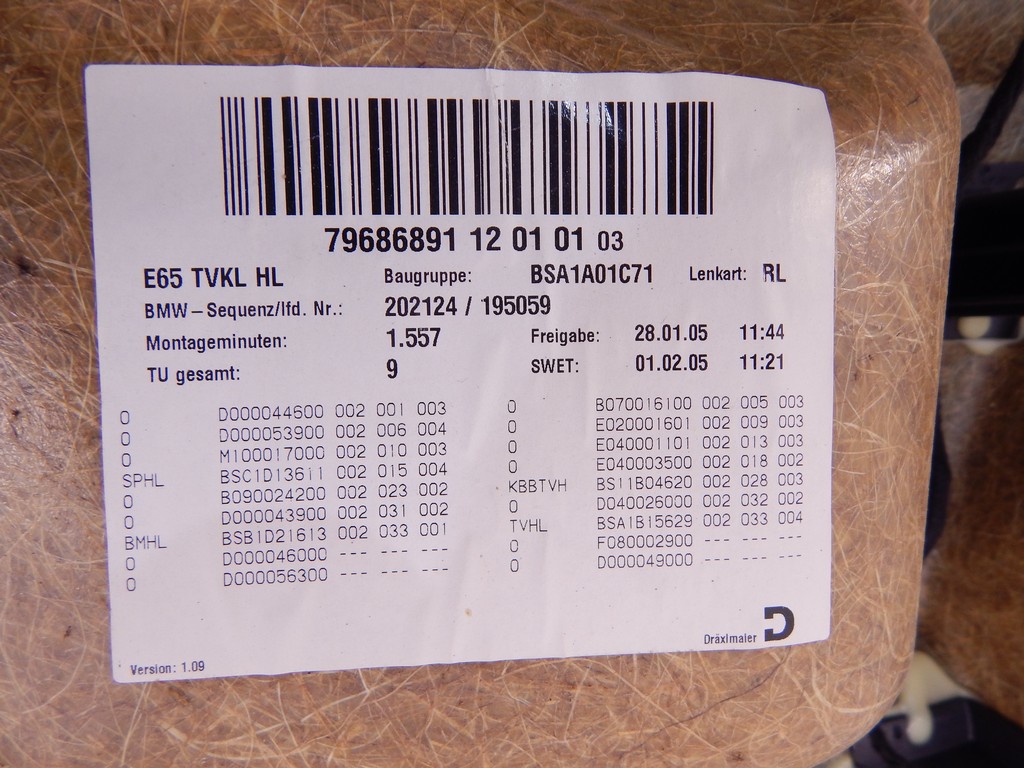 79686891 12 01 01 03
E65 TVKL HL Baugruppe: BSA1A01C71 Lenkart: RL
BMW-Sequenz/lfd. Nr.: 202124 / 195059
Montageminuten: 1.557 Freigabe: 28.01.05 11:44
TU gesamt: 9 SWET: 01.02.05 11:21
0 D000044600 002 001 003 0 B070016100 002 005 003
0 D000053900 002 006 004 0 E020001601 002 009 003
0 M100017000 002 010 003 0 E040001101 002 013 003
SPHL BSC1D13611 002 015 004 0 E040003500 002 018 002
0 B090024200 002 023 002 KBBTVH BS11B04620 002 028 003
0 D000043900 002 031 002 0 D040026000 002 032 002
BMHL BSB1D21613 002 033 001 TVHL BSA1B15629 002 033 004
0 D000046000 --- --- --- 0 F080002900 --- --- ---
0 D000056300 --- --- --- 0 D000049000 --- --- ---
Dräxlmaier D
Version: 1.09